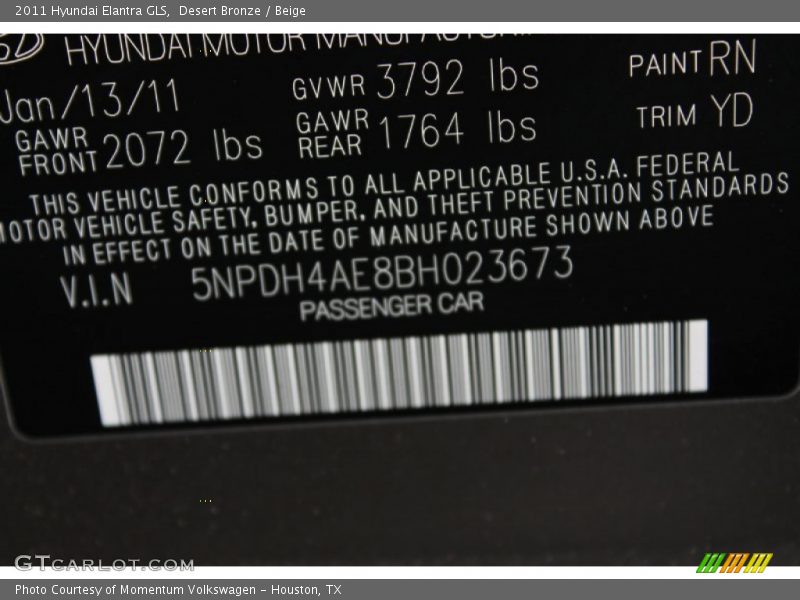 2011 Hyundai Elantra GLS,  Desert Bronze / Beige
HYUNDAI MOTOR
Jan/13/11 GVWR 3792 lbs PAINT RN
GAWR FRONT 2072 lbs GAWR REAR 1764 lbs TRIM YD
THIS VEHICLE CONFORMS TO ALL APPLICABLE U.S.A. FEDERAL
MOTOR VEHICLE SAFETY, BUMPER, AND THEFT PREVENTION STANDARDS
IN EFFECT ON THE DATE OF MANUFACTURE SHOWN ABOVE
V.I.N 5NPDH4AE8BH023673
PASSENGER CAR
GTCARLOT.COM
Photo Courtesy of Momentum Volkswagen – Houston, TX